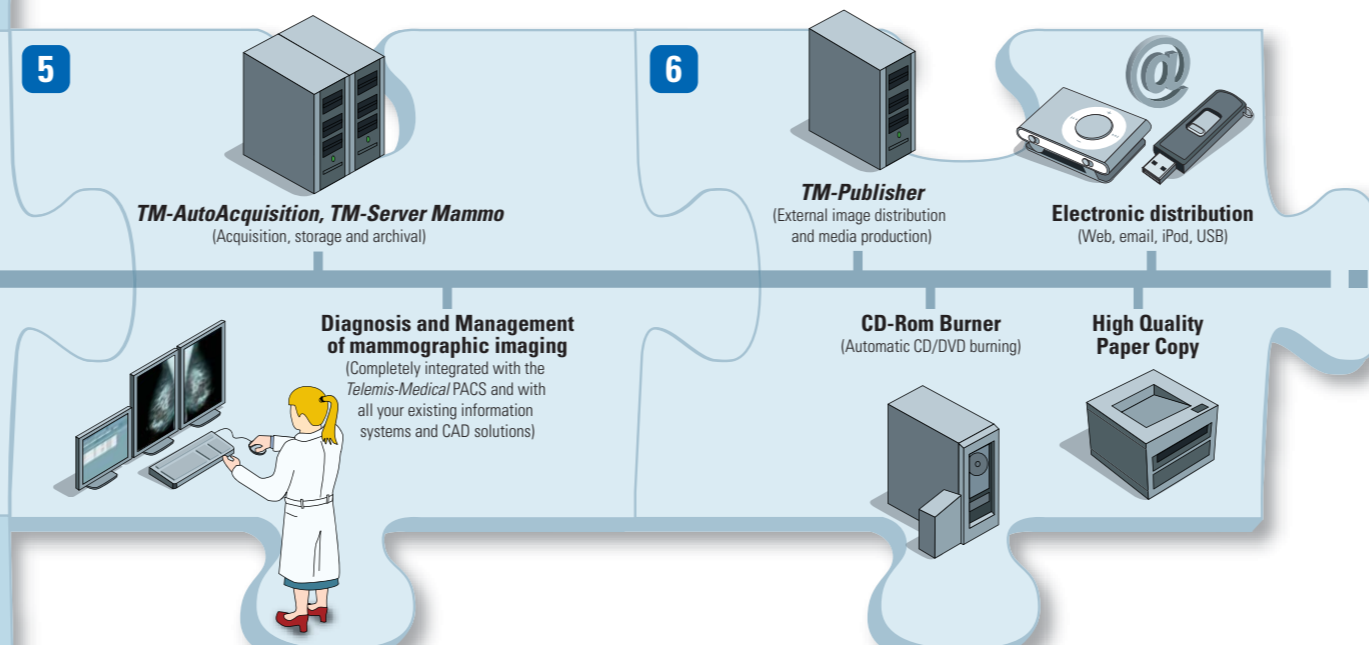 5
TM-AutoAcquisition, TM-Server Mammo
(Acquisition, storage and archival)
Diagnosis and Management
of mammographic imaging
(Completely integrated with the
Telemis-Medical PACS and with
all your existing information
systems and CAD solutions)
6
TM-Publisher
(External image distribution
and media production)
@
Electronic distribution
(Web, email, iPod, USB)
CD-Rom Burner
(Automatic CD/DVD burning)
High Quality
Paper Copy